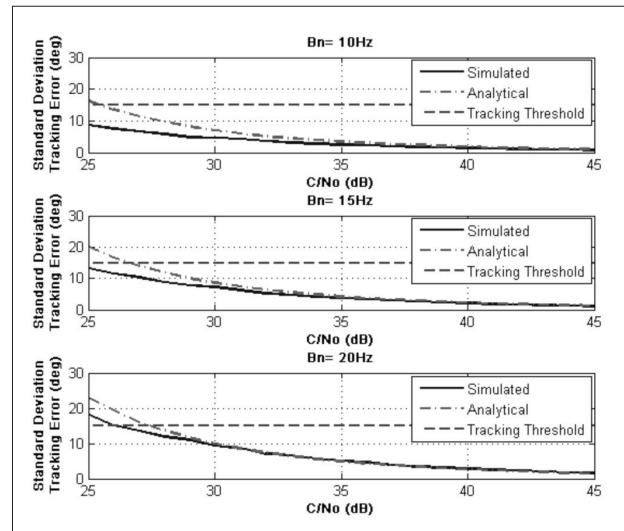 Bn= 10Hz
Standard Deviation
Tracking Error (deg)
30
20
10
0
Simulated
Analytical
Tracking Threshold
25
30
35
40
45
C/No (dB)
Bn= 15Hz
Standard Deviation
Tracking Error (deg)
30
20
10
0
Simulated
Analytical
Tracking Threshold
25
30
35
40
45
C/No (dB)
Bn= 20Hz
Standard Deviation
Tracking Error (deg)
30
20
10
0
Simulated
Analytical
Tracking Threshold
25
30
35
40
45
C/No (dB)